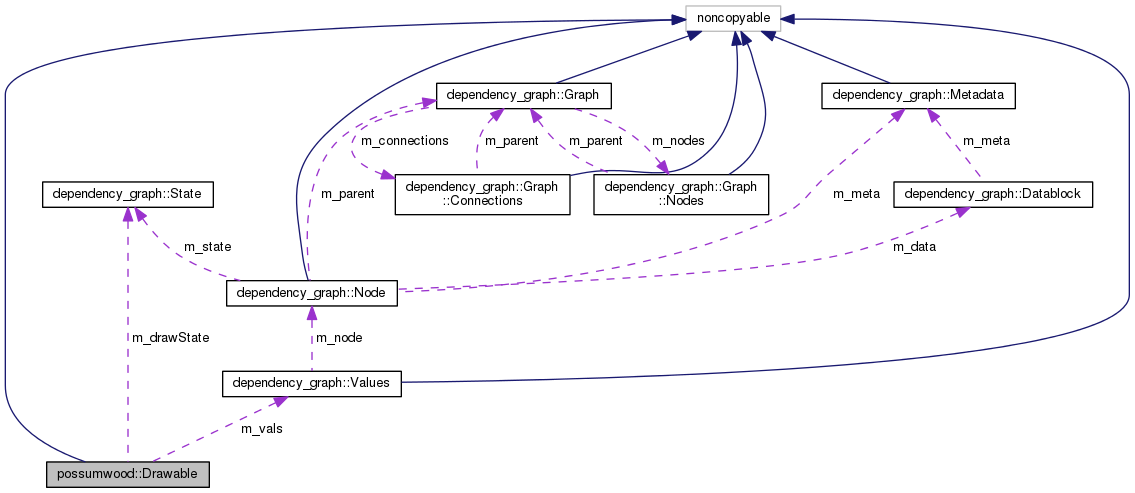 noncopyable
dependency_graph::Graph
dependency_graph::Metadata
m_connections
m_parent
m_parent
m_nodes
m_meta
dependency_graph::State
m_parent
dependency_graph::Graph
::Connections
dependency_graph::Graph
::Nodes
m_meta
dependency_graph::Datablock
m_state
m_data
dependency_graph::Node
m_drawState
m_node
dependency_graph::Values
m_vals
possumwood::Drawable